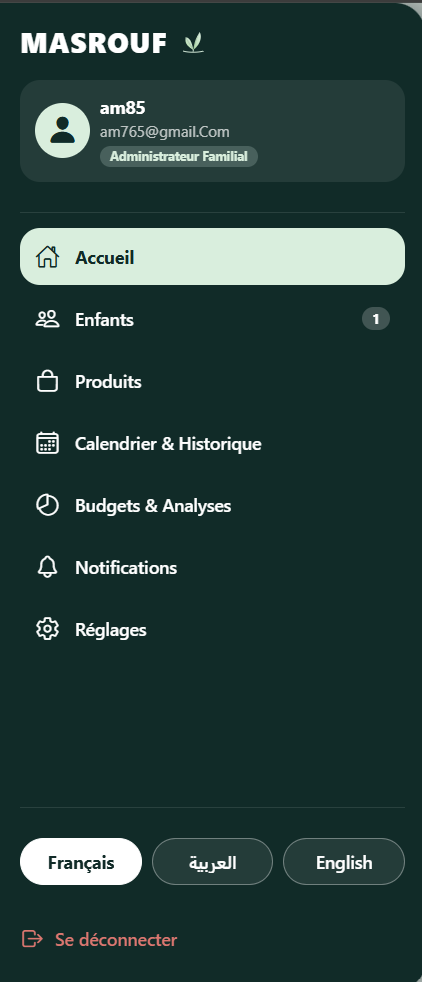 MASROUF
am85
am765@gmail.Com
Administrateur Familial
Accueil
Enfants
1
Produits
Calendrier & Historique
Budgets & Analyses
Notifications
Réglages
Français
العربية
English
Se déconnecter